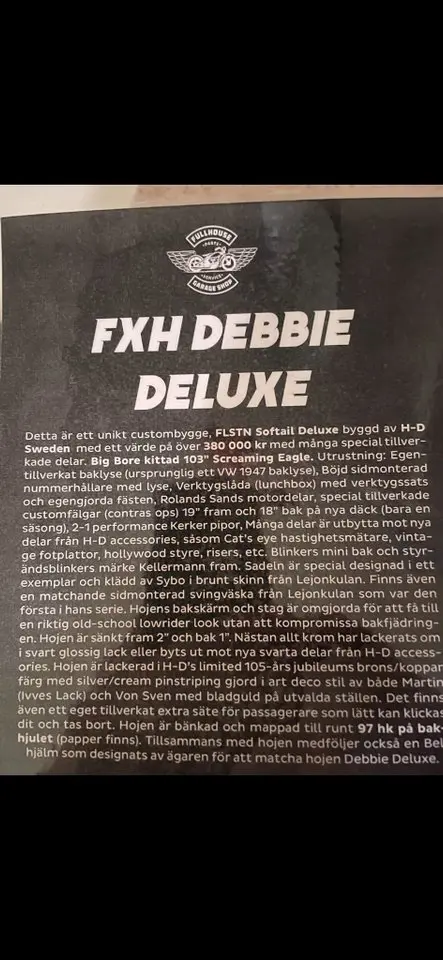 FULLHOUSE
PARTS
SERVICE
GARAGE SHOP
FXH DEBBIE
DELUXE
Detta är ett unikt custombygge, FLSTN Softail Deluxe byggd av H-D
Sweden med ett värde på över 380 000 kr med många special tillver-
kade delar. Big Bore kittad 103" Screaming Eagle. Utrustning: Egen-
tillverkat baklyse (ursprunglig ett VW 1947 baklyse), Böjd sidmonterad
nummerhållare med lyse, Verktygslåda (lunchbox) med verktygssats
och egengjorda fästen, Rolands Sands motordelar, special tillverkade
customfälgar (contras ops) 19" fram och 18" bak på nya däck (bara en
säsong), 2-1 performance Kerker pipor, Många delar är utbytta mot nya
delar från H-D accessories, såsom Cat's eye hastighetsmätare, vinta-
ge fotplattor, hollywood styre, risers, etc. Blinkers mini bak och styr-
ändsblinkers märke Kellermann fram. Sadeln är special designad i ett
exemplar och klädd av Sybo i brunt skinn från Lejonkulan. Finns även
en matchande sidmonterad svingväska från Lejonkulan som var den
första i hans serie. Hojens bakskärm och stag är omgjorda för att få till
en riktig old-school lowrider look utan att kompromissa bakfjädring-
en. Hojen är sänkt fram 2" och bak 1". Nästan allt krom har lackerats om
i svart glossig lack eller byts ut mot nya svarta delar från H-D access-
ories. Hojen är lackerad i H-D's limited 105-års jubileums brons/koppar
färg med silver/cream pinstriping gjord i art deco stil av både Martin
(Ivves Lack) och Von Sven med bladguld på utvalda ställen. Det finns
även ett eget tillverkat extra säte för passagerare som lätt kan klickas
dit och tas bort. Hojen är bänkad och mappad till runt 97 hk på bak-
hjulet (papper finns). Tillsammans med hojen medföljer också en Bel
hjälm som designats av ägaren för att matcha hojen Debbie Deluxe.